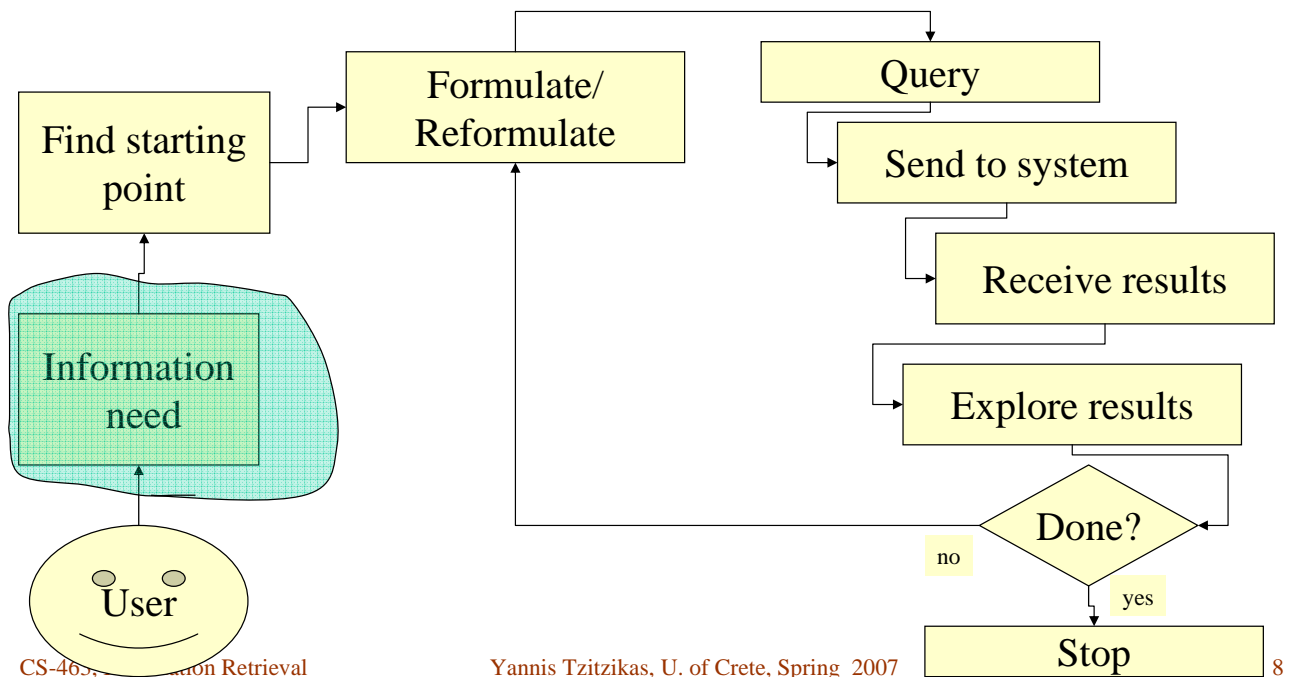 Find starting
point
Formulate/
Reformulate
Query
Send to system
Receive results
Explore results
Information
need
Done?
no
yes
User
Stop
CS-463, ation Retrieval
Yannis Tzitzikas, U. of Crete, Spring 2007
8